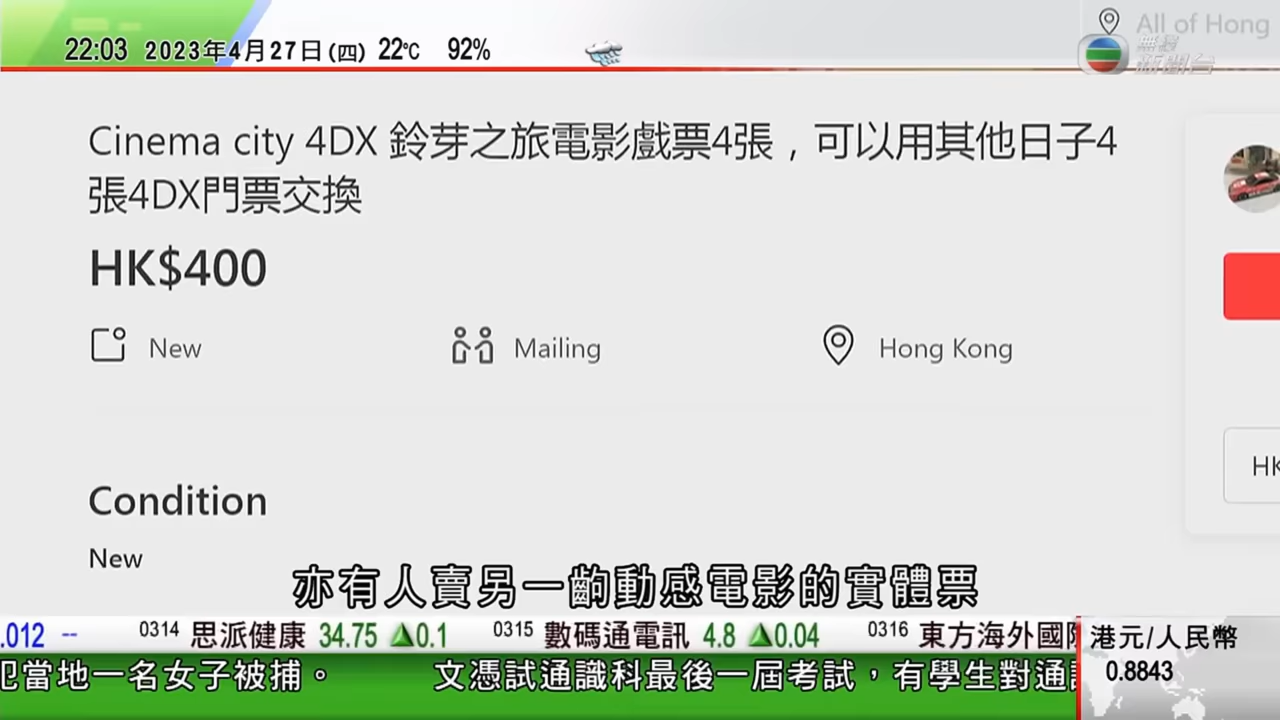 22:03 2023年4月27日(四) 22℃ 92%
All of Hong
無綫
新聞台
Cinema city 4DX 鈴芽之旅電影戲票4張，可以用其他日子4
張4DX門票交換
HK$400
New
Mailing
Hong Kong
Condition
New
HK
亦有人賣另一齣動感電影的實體票
.012 -- 0314 思派健康 34.75 ▲0.1 0315 數碼通電訊 4.8 ▲0.04 0316 東方海外國際
港元/人民幣
0.8843
犯當地一名女子被捕。 文憑試通識科最後一屆考試，有學生對通